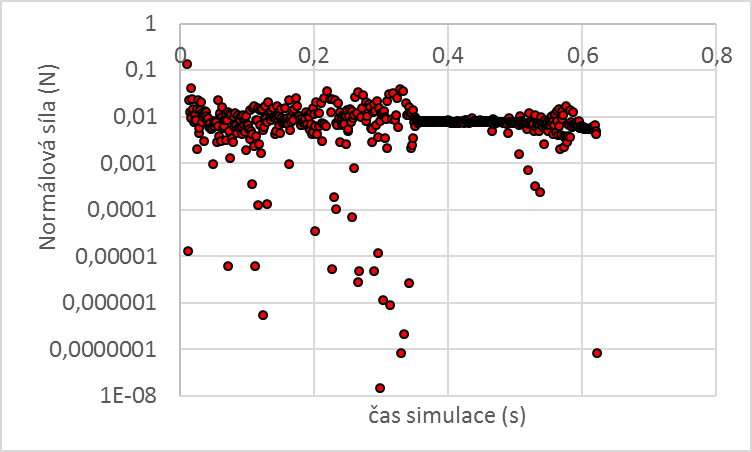 1
0 0,2 0,4 0,6 0,8
0,1
0,01
0,001
0,0001
0,00001
0,000001
0,0000001
1E-08
Normálová síla (N)
čas simulace (s)